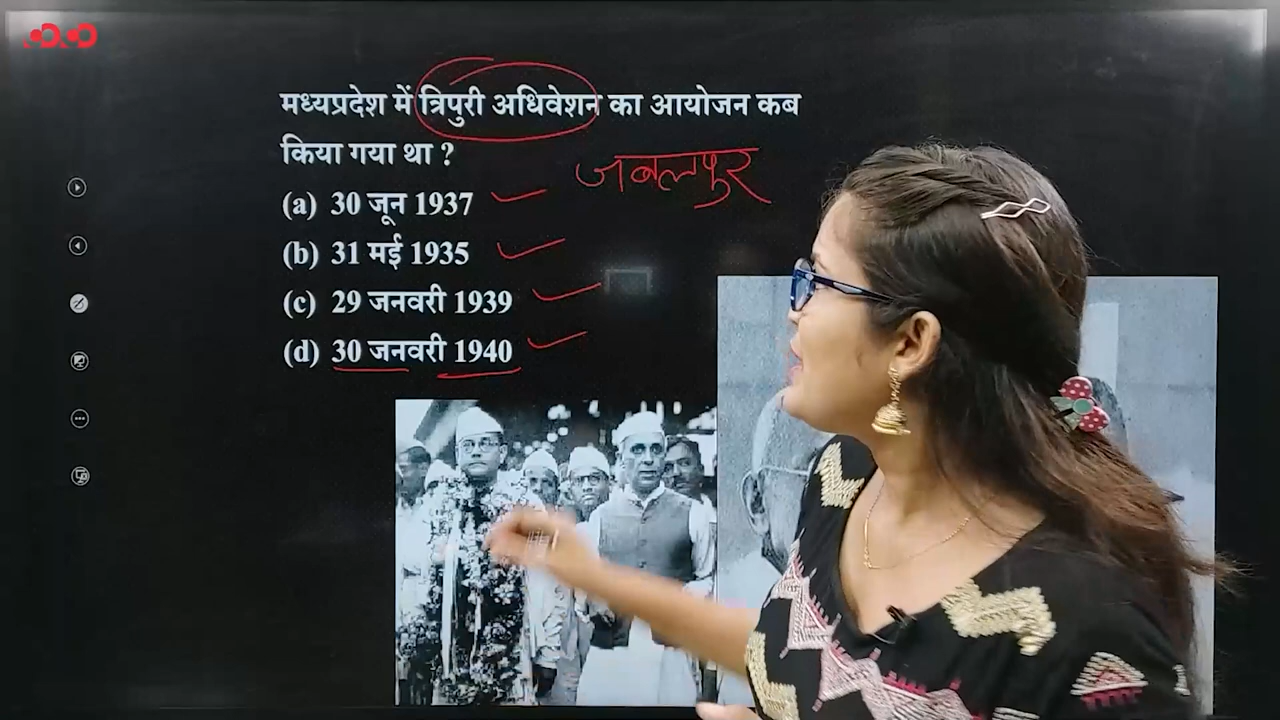 मध्यप्रदेश में त्रिपुरी अधिवेशन का आयोजन कब
किया गया था ?
जबलपुर
(a) 30 जून 1937
(b) 31 मई 1935
(c) 29 जनवरी 1939
(d) 30 जनवरी 1940